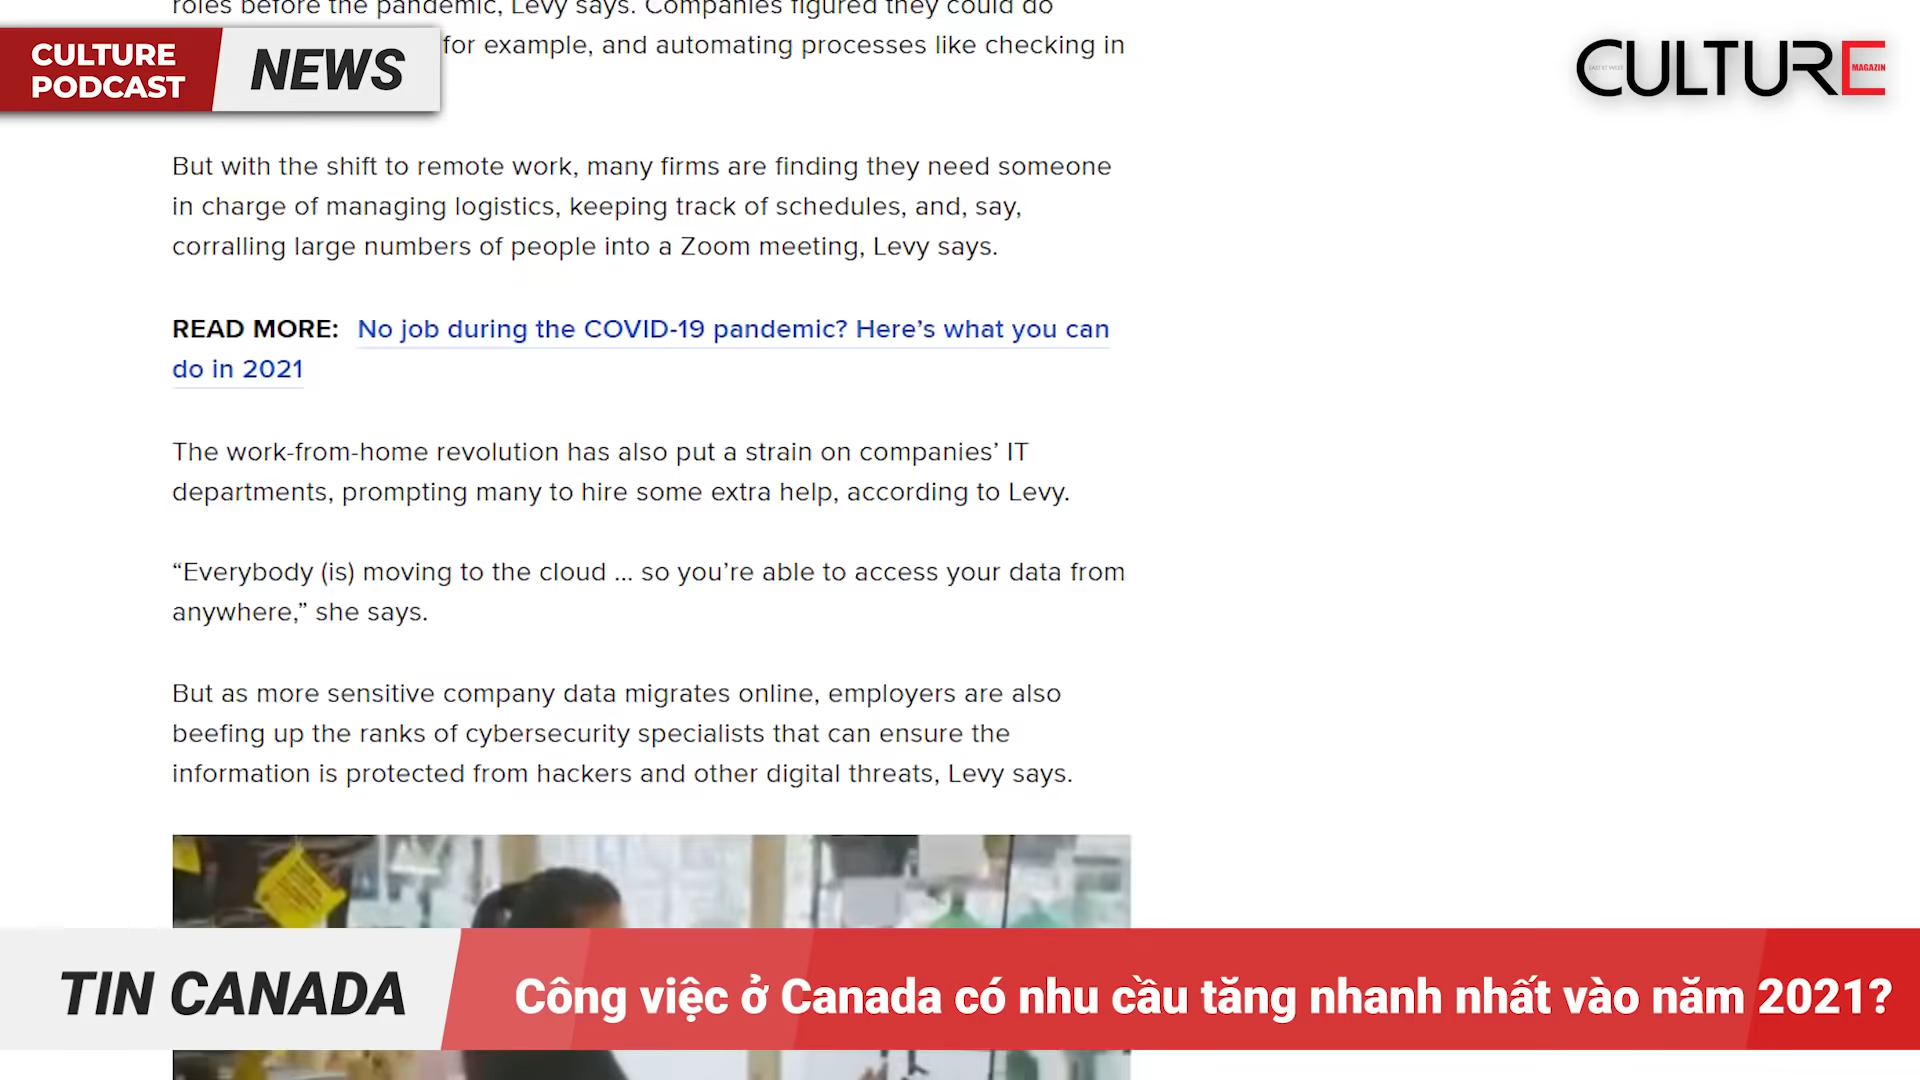 roles before the pandemic, Levy says. Companies figured they could do
CULTURE
PODCAST
NEWS
for example, and automating processes like checking in
CULTURE
MAGAZIN
But with the shift to remote work, many firms are finding they need someone
in charge of managing logistics, keeping track of schedules, and, say,
corralling large numbers of people into a Zoom meeting, Levy says.
READ MORE: No job during the COVID-19 pandemic? Here’s what you can
do in 2021
The work-from-home revolution has also put a strain on companies’ IT
departments, prompting many to hire some extra help, according to Levy.
“Everybody (is) moving to the cloud ... so you’re able to access your data from
anywhere,” she says.
But as more sensitive company data migrates online, employers are also
beefing up the ranks of cybersecurity specialists that can ensure the
information is protected from hackers and other digital threats, Levy says.
TIN CANADA
Công việc ở Canada có nhu cầu tăng nhanh nhất vào năm 2021?